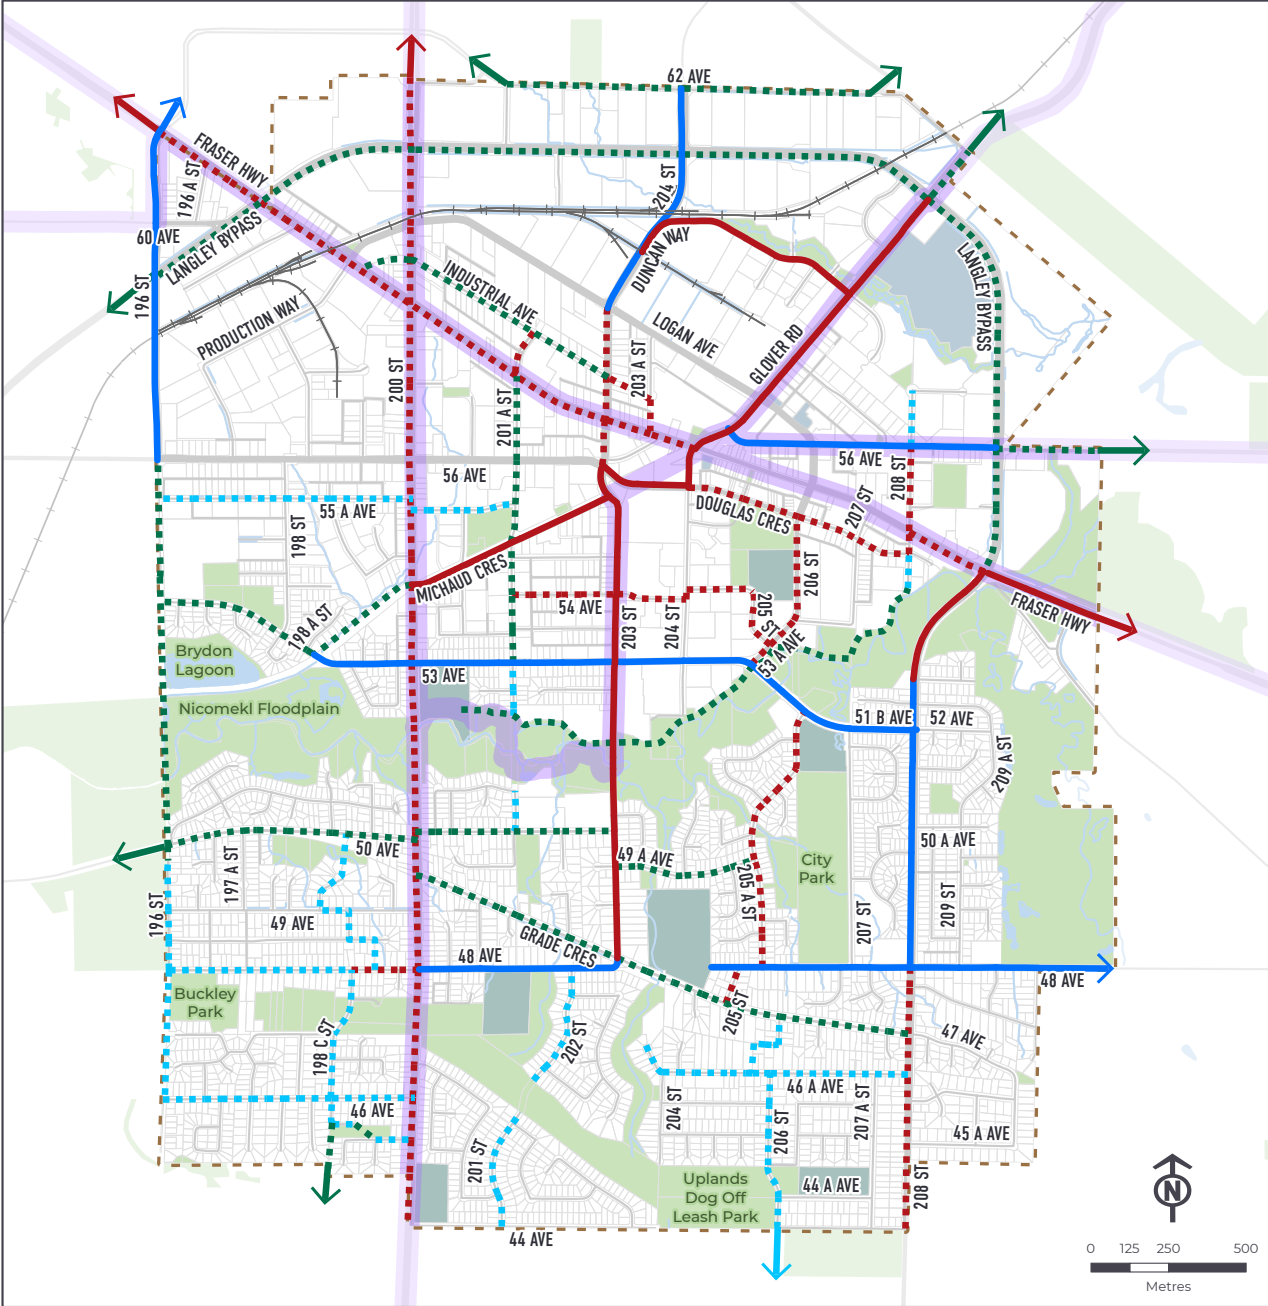 62 AVE
FRASER HWY
196 A ST
204 ST
60 AVE
LANGLEY BYPASS
DUNCAN WAY
LANGLEY BYPASS
196 ST
INDUSTRIAL AVE
PRODUCTION WAY
LOGAN AVE
GLOVER RD
200 ST
203 A ST
201 A ST
56 AVE
56 AVE
208 ST
207 ST
55 A AVE
DOUGLAS CRES
198 ST
MICHAUD CRES
206 ST
54 AVE
203 ST
204 ST
205 ST
FRASER HWY
198 A ST
53 A AVE
Brydon
Lagoon
53 AVE
Nicomekl Floodplain
51 B AVE
52 AVE
209 A ST
50 AVE
50 A AVE
49 A AVE
197 A ST
City
Park
205 A ST
196 ST
49 AVE
209 ST
207 ST
GRADE CRES
48 AVE
48 AVE
Buckley
Park
205 ST
47 AVE
198 C ST
202 ST
46 A AVE
46 AVE
204 ST
206 ST
207 A ST
45 A AVE
201 ST
Uplands
Dog Off
Leash Park
44 A AVE
208 ST
N
44 AVE
0 125 250 500
Metres